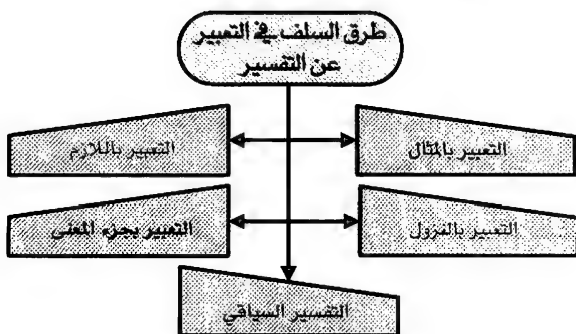 طرق السلف في التعبير
عن التفسير
التعبير بالمثال
التعبير باللازم
التعبير بالنزول
التعبير بجزء المعنى
التفسير السياقي